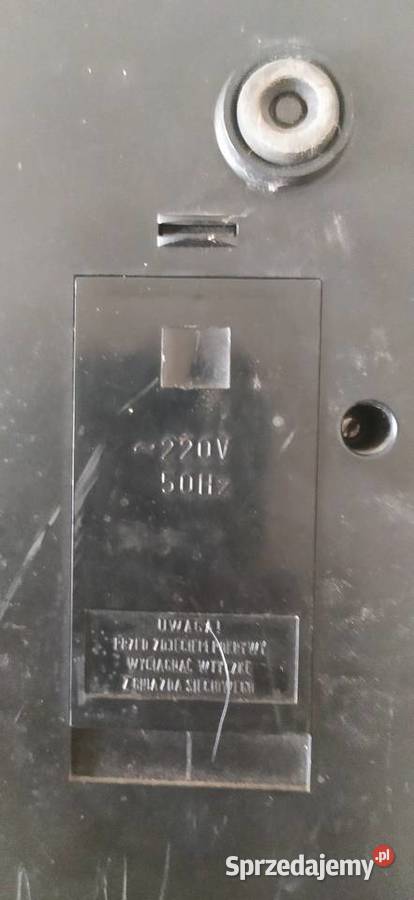 ~220V
50Hz
UWAGA!
PRZED ZDJĘCIEM POKRYWY
WYCIĄGNĄĆ WTYCZKĘ
Z GNIAZDA SIECIOWEGO
Sprzedajemy.pl